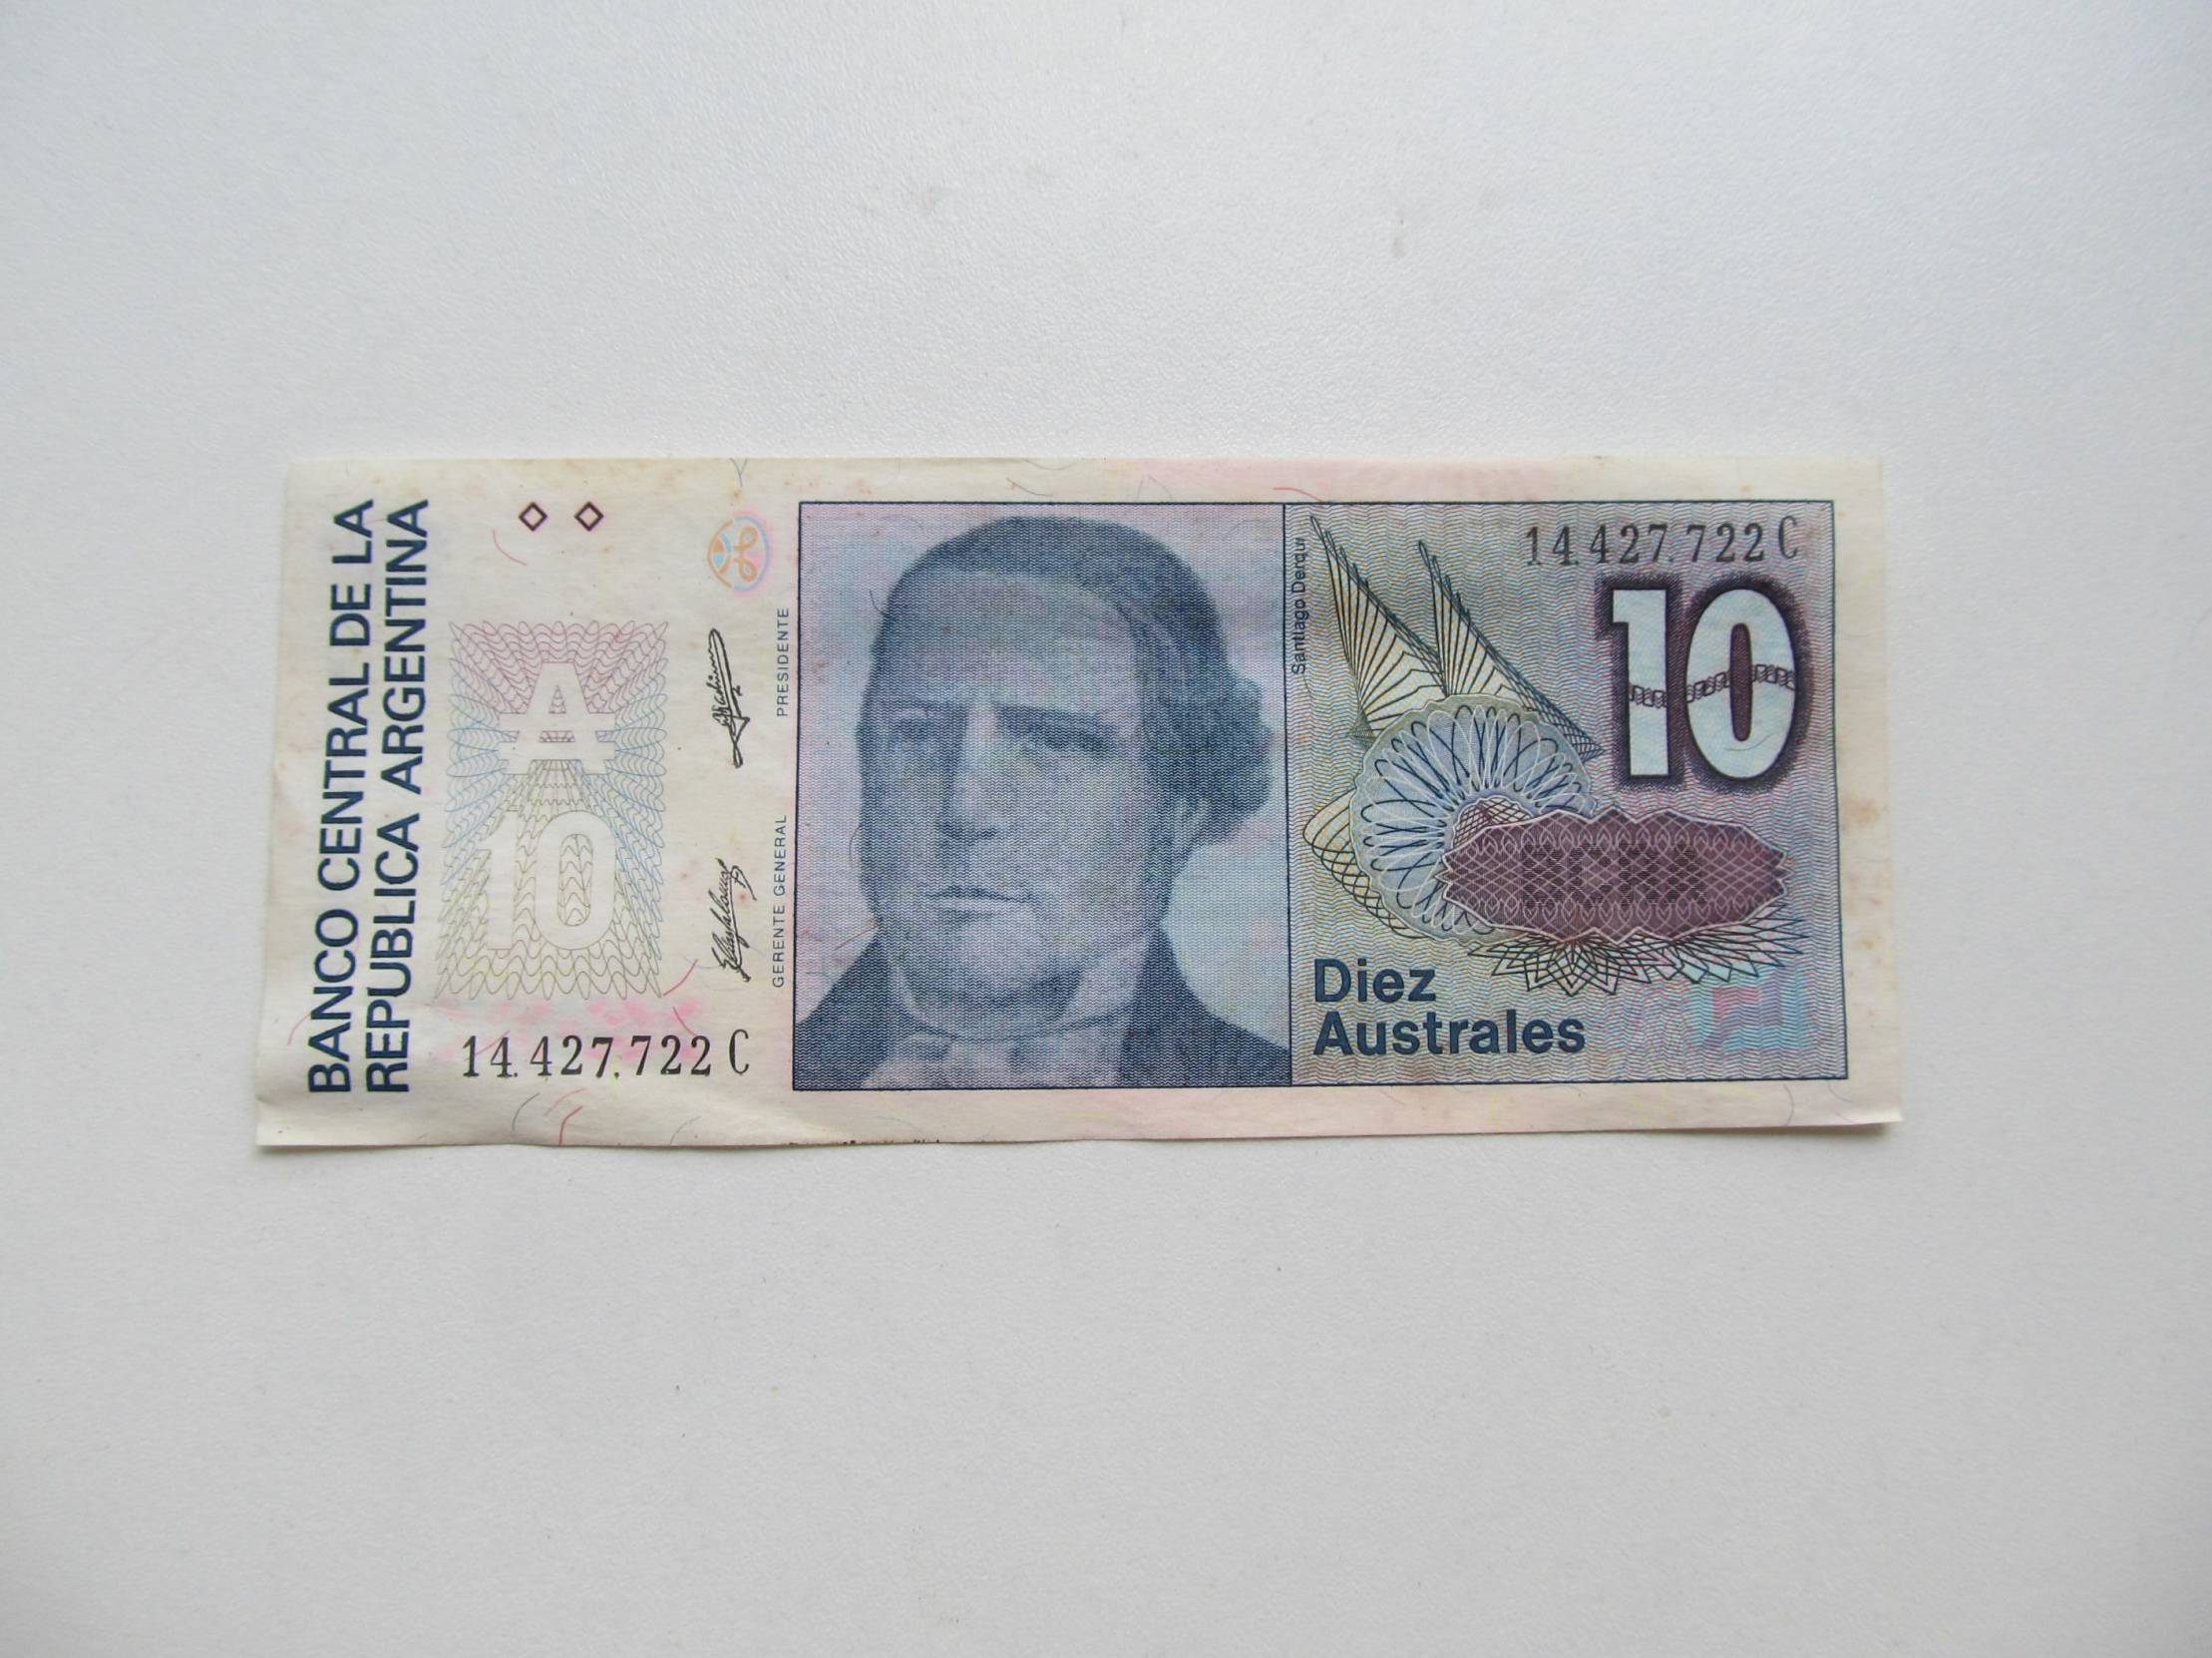 BANCO CENTRAL DE LA
REPUBLICA ARGENTINA
A
10
14.427.722 C
PRESIDENTE
GERENTE GENERAL
Santiago Derqui
14.427.722 C
10
BCRA
Diez
Australes